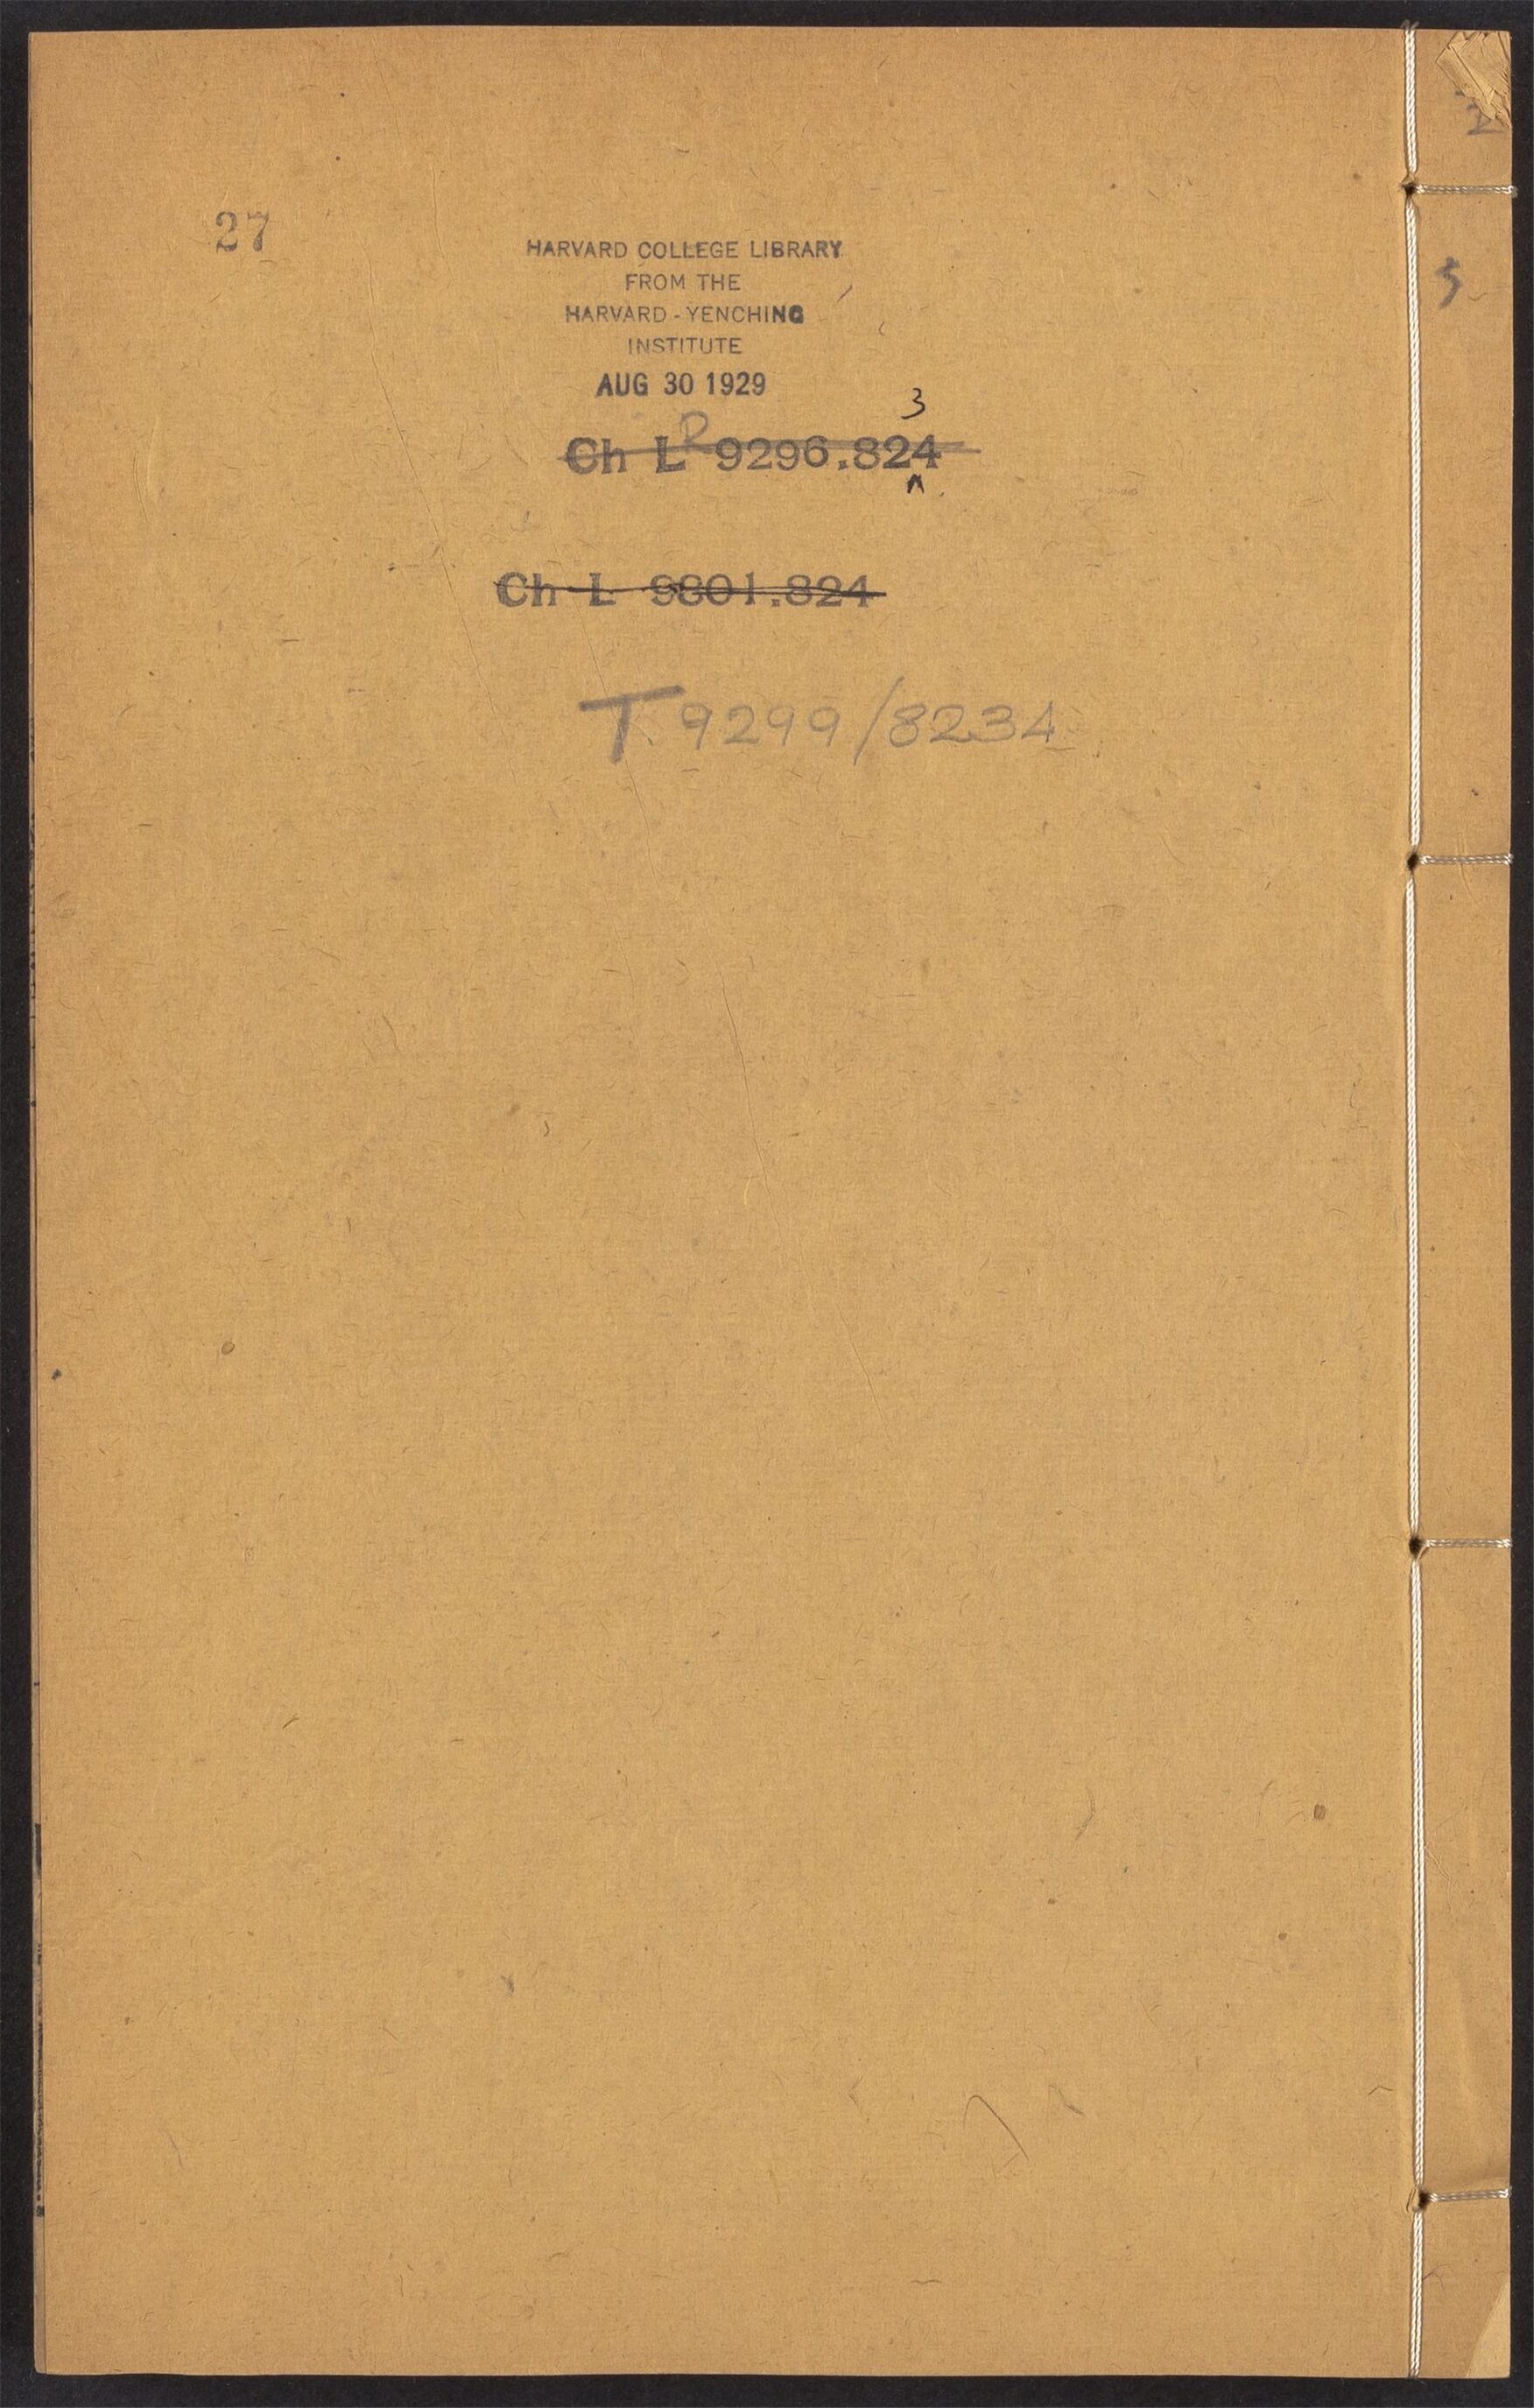 27
HARVARD COLLEGE LIBRARY
FROM THE
HARVARD-YENCHING
INSTITUTE
AUG 30 1929
3
Ch L R 9296.824
Ch L 9801.824
T 9299/8234
5